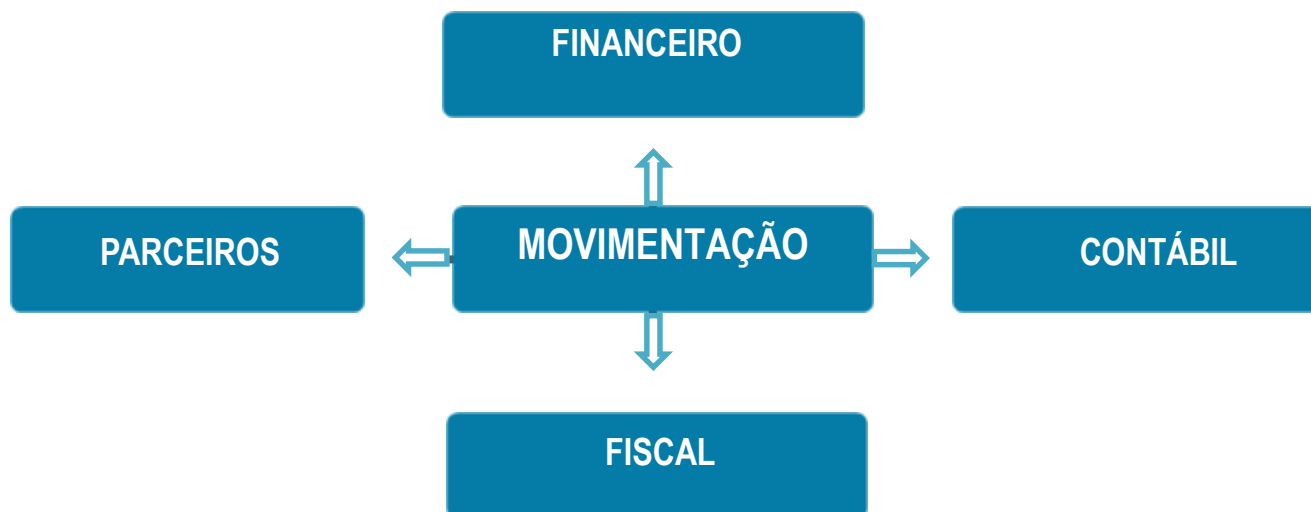 FINANCEIRO
PARCEIROS
MOVIMENTAÇÃO
CONTÁBIL
FISCAL